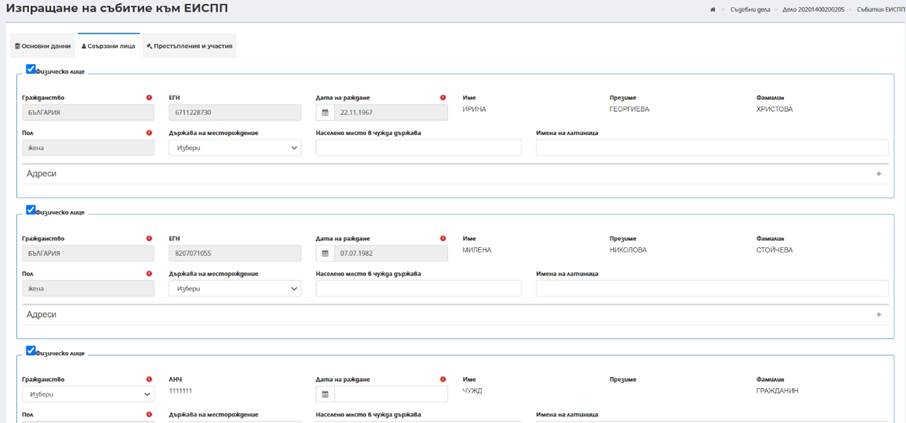 Изпращане на събитие към ЕИСПП
Съдебни дела Дело 20201400200205 Събития ЕИСПП
Основни данни Свързани лица Престъпления и участия
Физическо лице
Гражданство ЕГН Дата на раждане Име Презиме Фамилия
БЪЛГАРИЯ 6711228730 22.11.1967 ИРИНА ГЕОРГИЕВА ХРИСТОВА
Пол Държава на месторождение Населено място в чужда държава Имена на латиница
жена Избери
Адреси +
Физическо лице
Гражданство ЕГН Дата на раждане Име Презиме Фамилия
БЪЛГАРИЯ 8207071055 07.07.1982 МИЛЕНА НИКОЛОВА СТОЙЧЕВА
Пол Държава на месторождение Населено място в чужда държава Имена на латиница
жена Избери
Адреси +
Физическо лице
Гражданство ЛНЧ Дата на раждане Име Презиме Фамилия
Избери 1111111 ЧУЖД ГРАЖДАНИН
Пол Държава на месторождение Населено място в чужда държава Имена на латиница